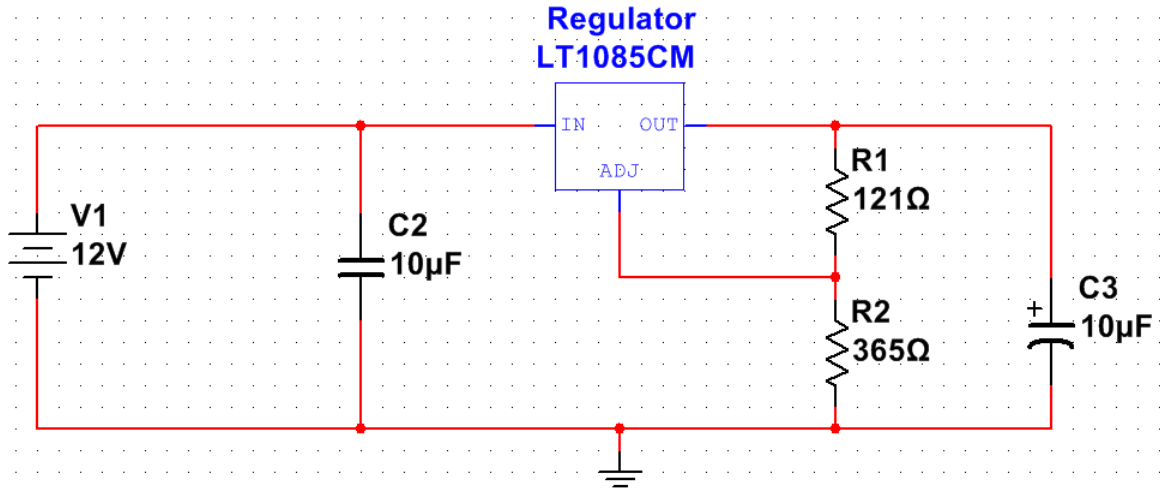 Regulator
LT1085CM
IN
OUT
ADJ
R1
121Ω
V1
12V
C2
10µF
R2
365Ω
C3
+
10µF